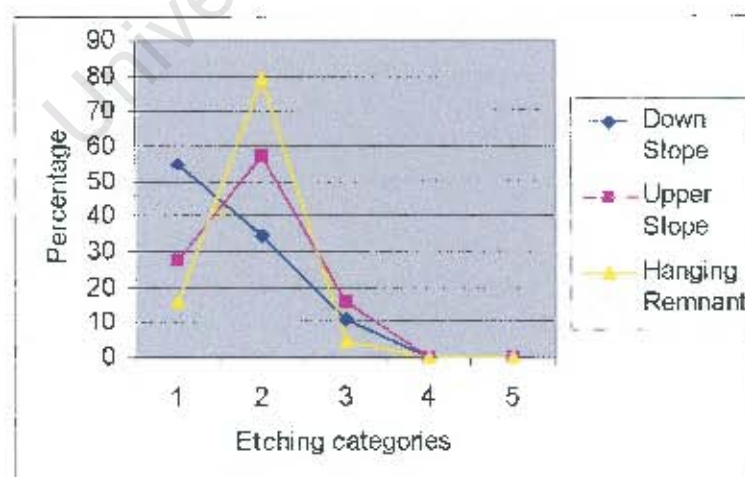 Univer
90
80
70
60
50
40
30
20
10
0
Percentage
1 2 3 4 5
Etching categories
Down
Slope
Upper
Slope
Hanging
Remnant